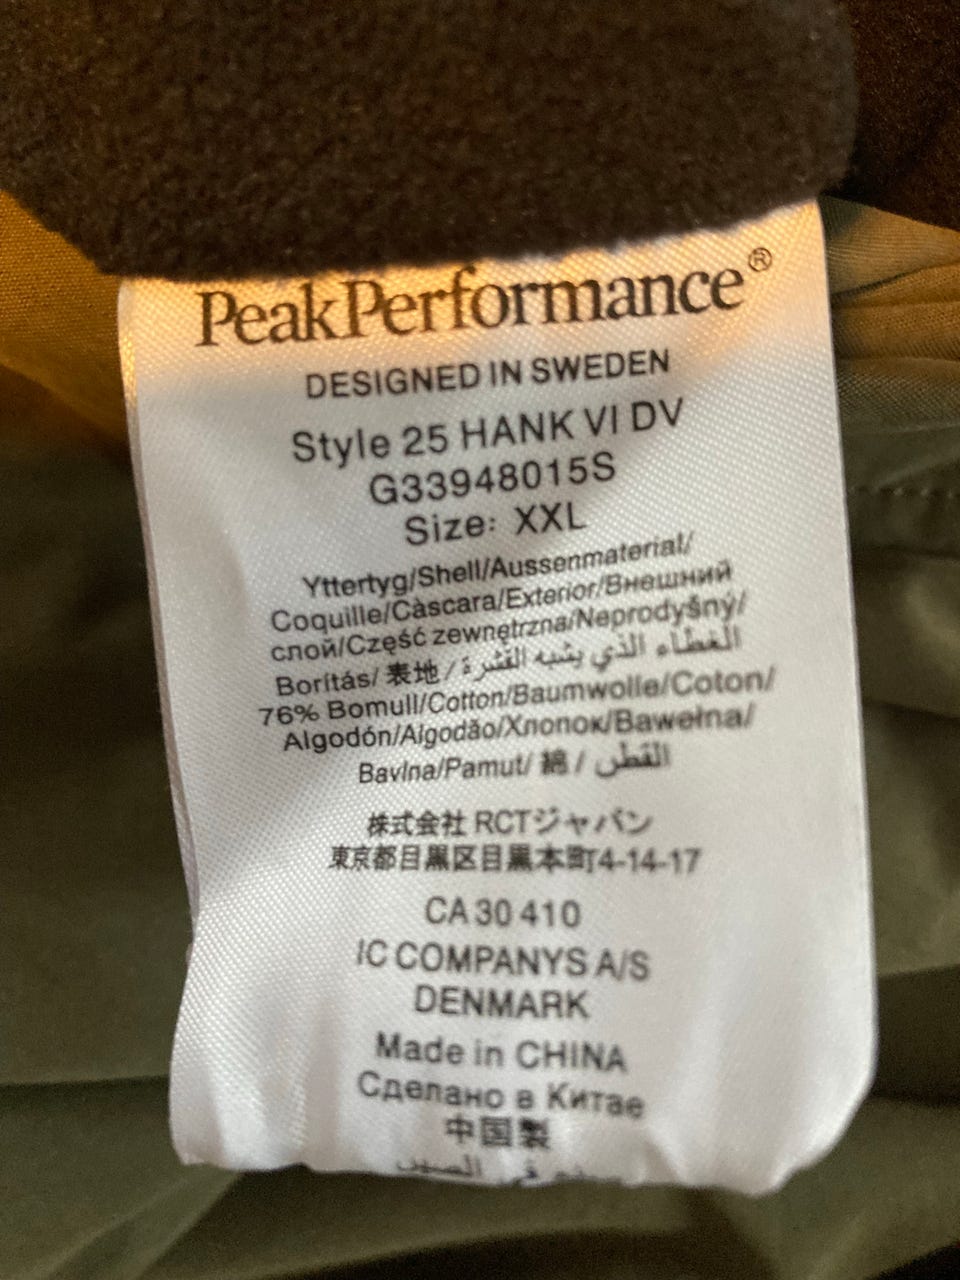 PeakPerformance®
DESIGNED IN SWEDEN
Style 25 HANK VI DV
G33948015S
Size: XXL
Yttertyg/Shell/Aussenmaterial/
Coquille/Càscara/Exterior/Внешний
слой/Część zewnętrzna/Neprodyšný/
Borítás/ 表地 / الغطاء الذي يشبه القشرة
76% Bomull/Cotton/Baumwolle/Coton/
Algodón/Algodão/Хлопок/Bawełna/
Bavlna/Pamut/ 綿 / القطن
株式会社 RCTジャパン
東京都目黒区目黒本町4-14-17
CA 30 410
IC COMPANYS A/S
DENMARK
Made in CHINA
Сделано в Китае
中国製
في الصين